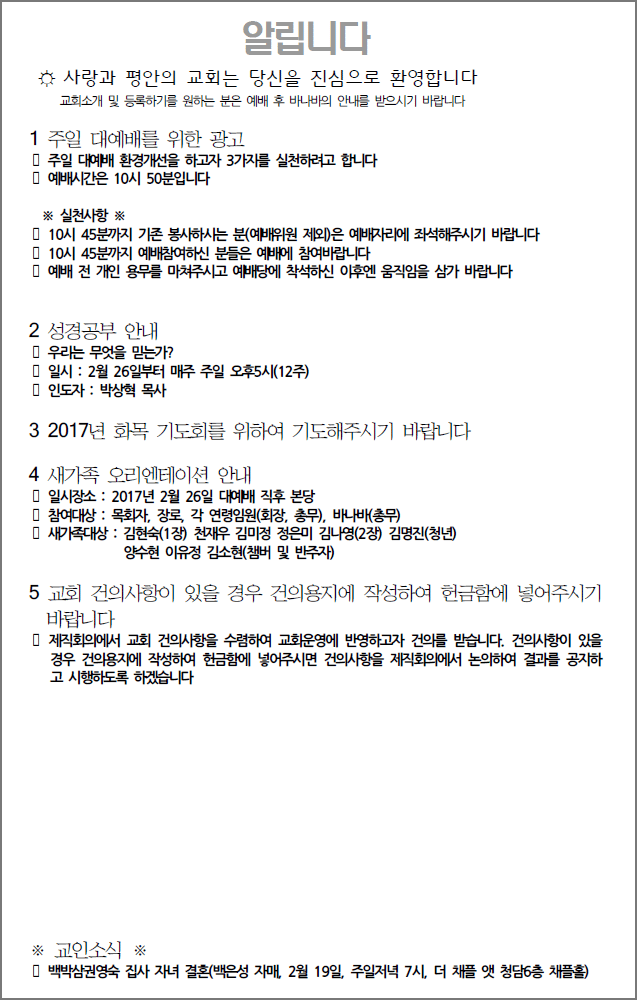 알립니다
☼ 사랑과 평안의 교회는 당신을 진심으로 환영합니다
교회소개 및 등록하기를 원하는 분은 예배 후 바나바의 안내를 받으시기 바랍니다
1 주일 대예배를 위한 광고
▯ 주일 대예배 환경개선을 하고자 3가지를 실천하려고 합니다
▯ 예배시간은 10시 50분입니다
※ 실천사항 ※
▯ 10시 45분까지 기존 봉사하시는 분(예배위원 제외)은 예배자리에 좌석해주시기 바랍니다
▯ 10시 45분까지 예배참여하신 분들은 예배에 참여바랍니다
▯ 예배 전 개인 용무를 마쳐주시고 예배당에 착석하신 이후엔 움직임을 삼가 바랍니다
2 성경공부 안내
▯ 우리는 무엇을 믿는가?
▯ 일시 : 2월 26일부터 매주 주일 오후5시(12주)
▯ 인도자 : 박상혁 목사
3 2017년 화목 기도회를 위하여 기도해주시기 바랍니다
4 새가족 오리엔테이션 안내
▯ 일시장소 : 2017년 2월 26일 대예배 직후 본당
▯ 참여대상 : 목회자, 장로, 각 연령임원(회장, 총무), 바나바(총무)
▯ 새가족대상 : 김현숙(1장) 천재우 김미정 정은미 김나영(2장) 김명진(청년)
양수현 이유정 김소현(챔버 및 반주자)
5 교회 건의사항이 있을 경우 건의용지에 작성하여 헌금함에 넣어주시기
바랍니다
▯ 제직회의에서 교회 건의사항을 수렴하여 교회운영에 반영하고자 건의를 받습니다. 건의사항이 있을
경우 건의용지에 작성하여 헌금함에 넣어주시면 건의사항을 제직회의에서 논의하여 결과를 공지하
고 시행하도록 하겠습니다
※ 교인소식 ※
▯ 백박삼권영숙 집사 자녀 결혼(백은성 자매, 2월 19일, 주일저녁 7시, 더 채플 앳 청담6층 채플홀)